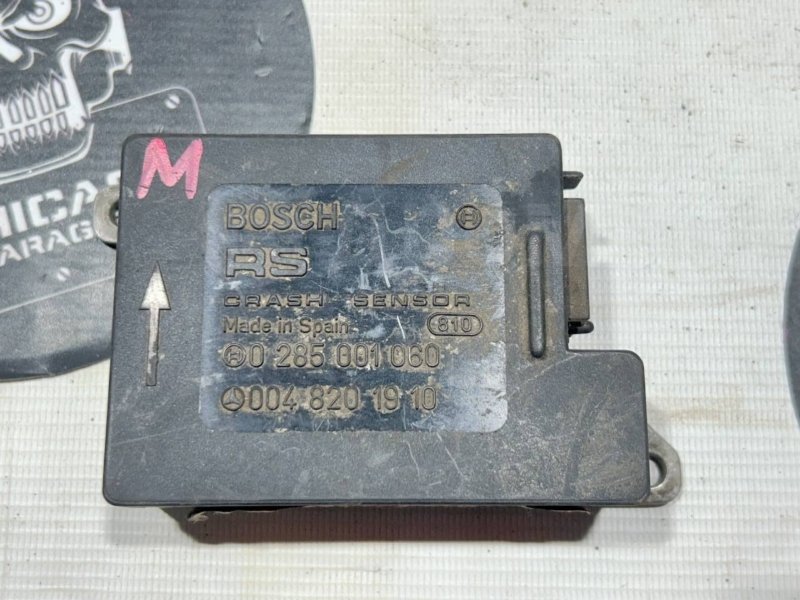 M
BOSCH
RS
CRASH SENSOR
Made in Spain 810
0 285 001 060
004 820 19 10